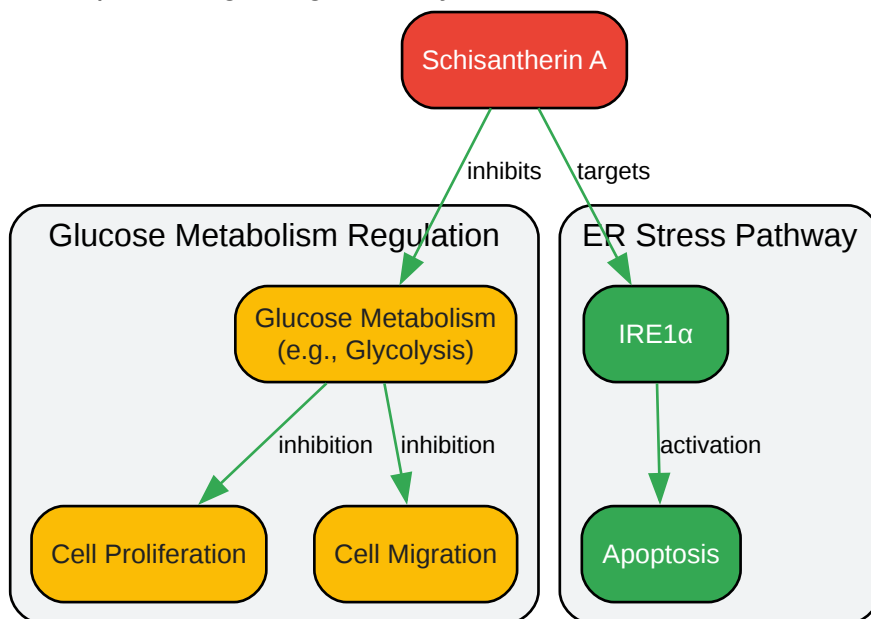 Schisantherin A
inhibits
targets
Glucose Metabolism Regulation
ER Stress Pathway
Glucose Metabolism
(e.g., Glycolysis)
IRE1α
inhibition
inhibition
activation
Cell Proliferation
Cell Migration
Apoptosis